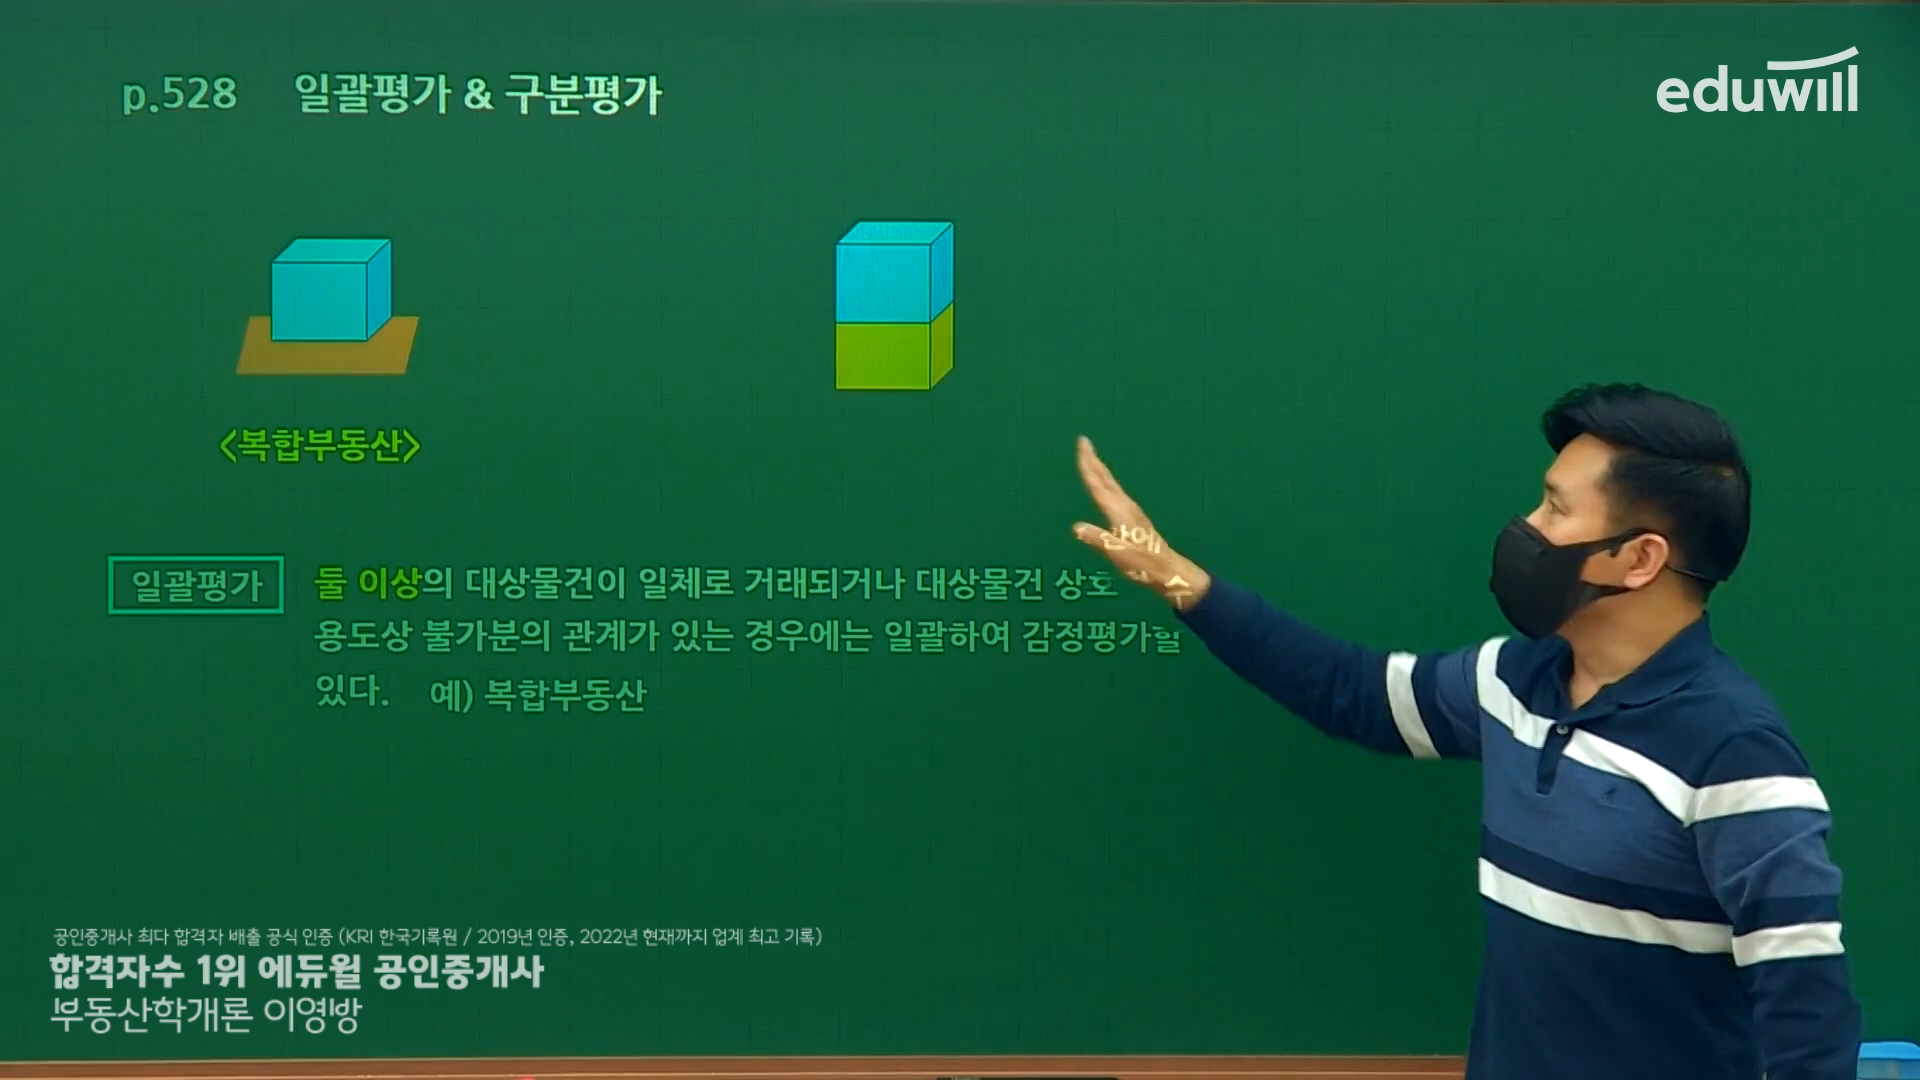 p.528 일괄평가 & 구분평가
eduwill
<복합부동산>
일괄평가
둘 이상의 대상물건이 일체로 거래되거나 대상물건 상호 간에
용도상 불가분의 관계가 있는 경우에는 일괄하여 감정평가할 수
있다. 예) 복합부동산
공인중개사 최다 합격자 배출 공식 인증 (KRI 한국기록원 / 2019년 인증, 2022년 현재까지 업계 최고 기록)
합격자수 1위 에듀윌 공인중개사
부동산학개론 이영방